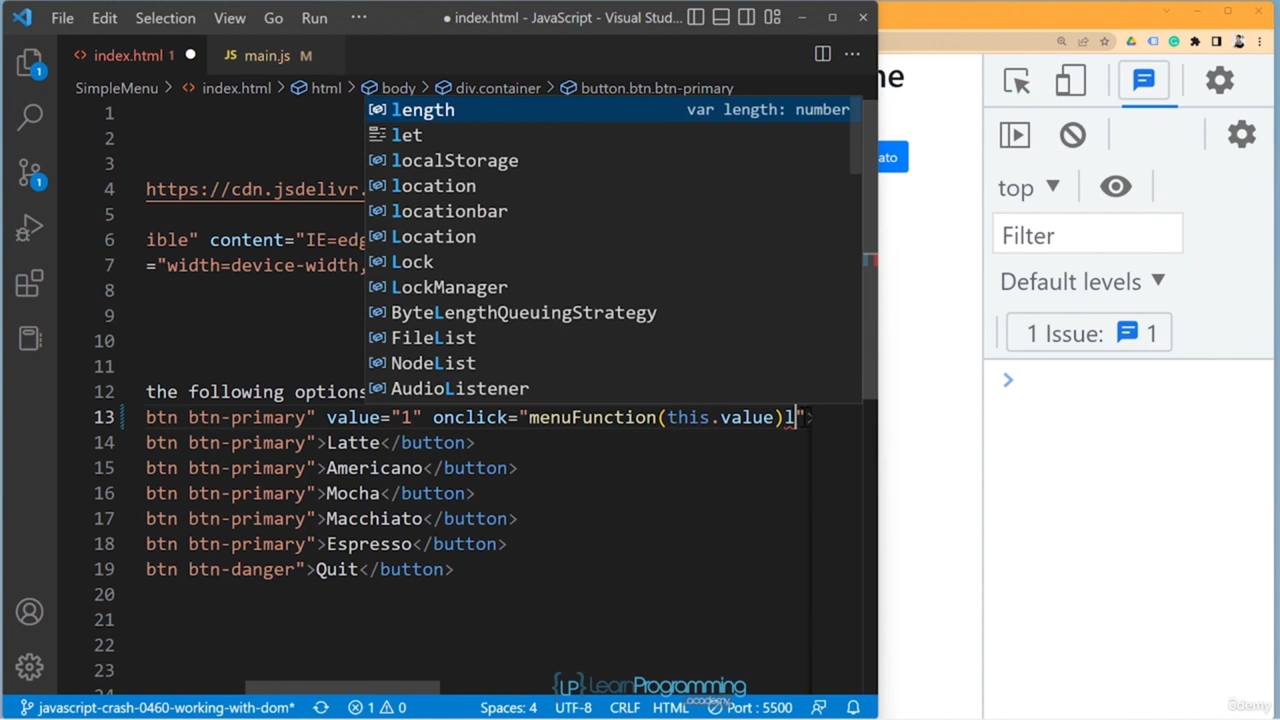 File Edit Selection View Go Run ··· ● index.html - JavaScript - Visual Stud...
index.html 1 ● JS main.js M
SimpleMenu > index.html > html > body > div.container > button.btn.btn-primary
1
2
3
4 https://cdn.jsdelivr.
5
6 ible" content="IE=edg
7 ="width=device-width,
8
9
10
11
12 the following options
13 btn btn-primary" value="1" onclick="menuFunction(this.value)l">
14 btn btn-primary">Latte</button>
15 btn btn-primary">Americano</button>
16 btn btn-primary">Mocha</button>
17 btn btn-primary">Macchiato</button>
18 btn btn-primary">Espresso</button>
19 btn btn-danger">Quit</button>
20
21
22
23
length var length: number
let
localStorage
location
locationbar
Location
Lock
LockManager
ByteLengthQueuingStrategy
FileList
NodeList
AudioListener
1
1
{LP} LearnProgramming
academy
javascript-crash-0460-working-with-dom* 1 0 Spaces: 4 UTF-8 CRLF HTML Port : 5500
ne
ato
top
Filter
Default levels
1 Issue: 1
ûdemy